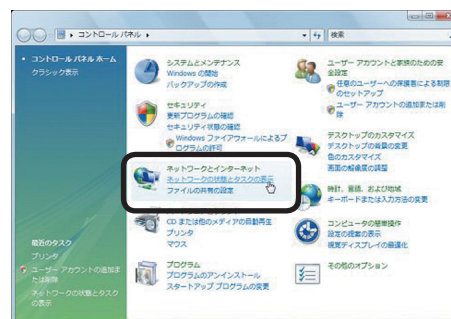 コントロール パネル
検索
コントロール パネル ホーム
クラシック表示
システムとメンテナンス
Windows の開始
バックアップの作成
セキュリティ
更新プログラムの確認
セキュリティ状態の確認
Windows ファイアウォールによるプ
ログラムの許可
ネットワークとインターネット
ネットワークの状態とタスクの表示
ファイルの共有の設定
CD または他のメディアの自動再生
プリンタ
マウス
プログラム
プログラムのアンインストール
スタートアップ プログラムの変更
ユーザー アカウントと家族のための安
全設定
任意のユーザーへの保護者による制限
のセットアップ
ユーザー アカウントの追加または削
除
デスクトップのカスタマイズ
デスクトップの背景の変更
色のカスタマイズ
画面の解像度の調整
時計、言語、および地域
キーボードまたは入力方法の変更
コンピュータの簡単操作
設定の提案の表示
視覚ディスプレイの最適化
その他のオプション
最近のタスク
プリンタ
ユーザー アカウントの追加ま
たは削除
ネットワークの状態とタスク
の表示